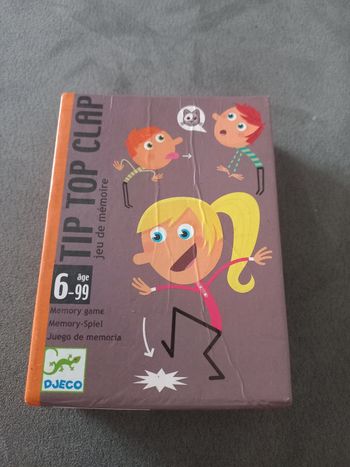 TIP TOP CLAP
jeu de mémoire
âge
6-99
Memory game
Memory-Spiel
Juego de memoria
DJECO